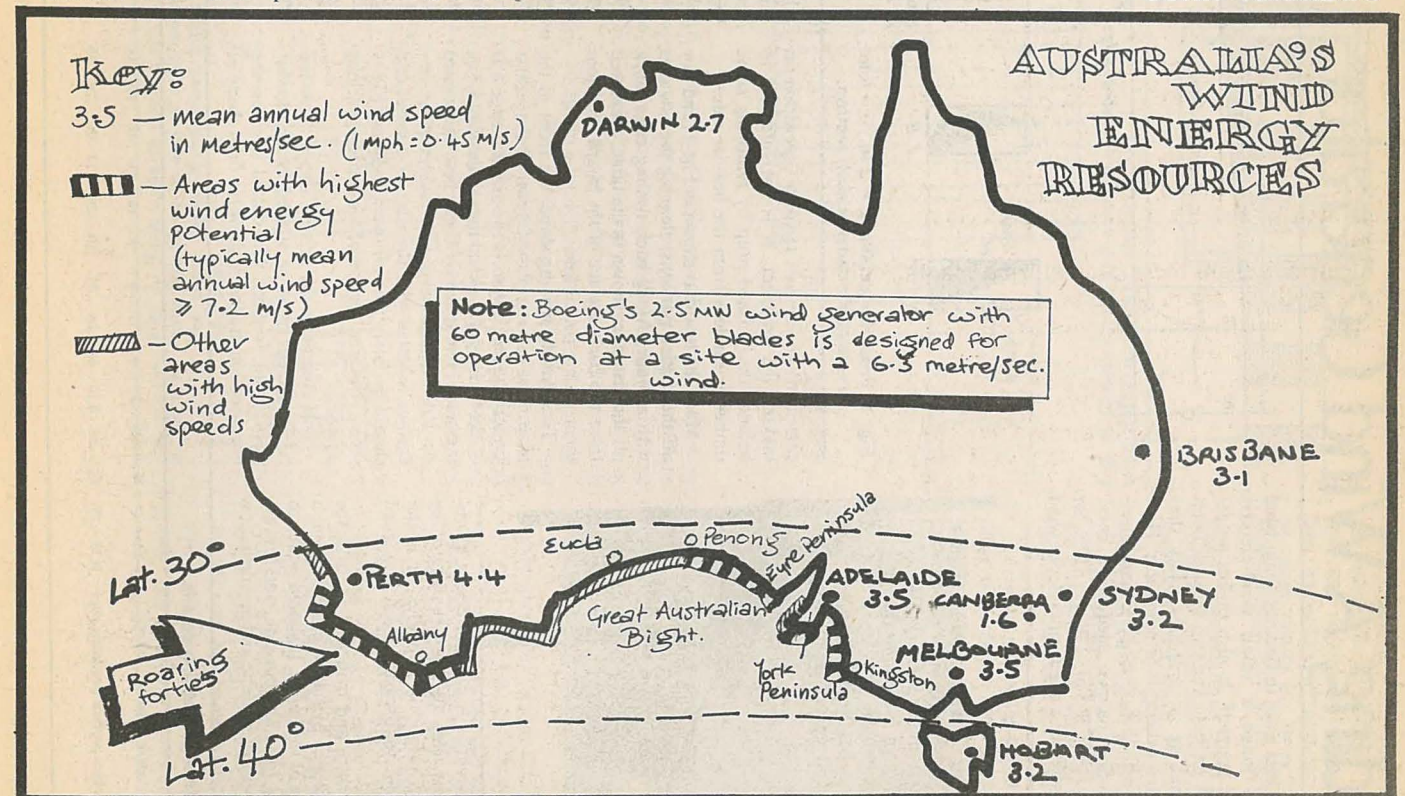 AUSTRALIA'S
WIND
ENERGY
RESOURCES
Key:
3·5 — mean annual wind speed
in metres/sec. (1mph = 0·45 m/s)
— Areas with highest
wind energy
potential
(typically mean
annual wind speed
≥ 7·2 m/s)
— Other
areas
with high
wind
speeds
DARWIN 2·7
Note: Boeing's 2·5 MW wind generator with
60 metre diameter blades is designed for
operation at a site with a 6·3 metre/sec.
wind.
BRISBANE
3·1
Lat. 30°
PERTH 4·4
Eucla
Penong
Eyre Peninsula
ADELAIDE
3·5
CANBERRA
1·6
SYDNEY
3·2
Albany
Great Australian
Bight.
MELBOURNE
3·5
York
Peninsula
Kingston
Roaring
forties
Lat. 40°
HOBART
3·2